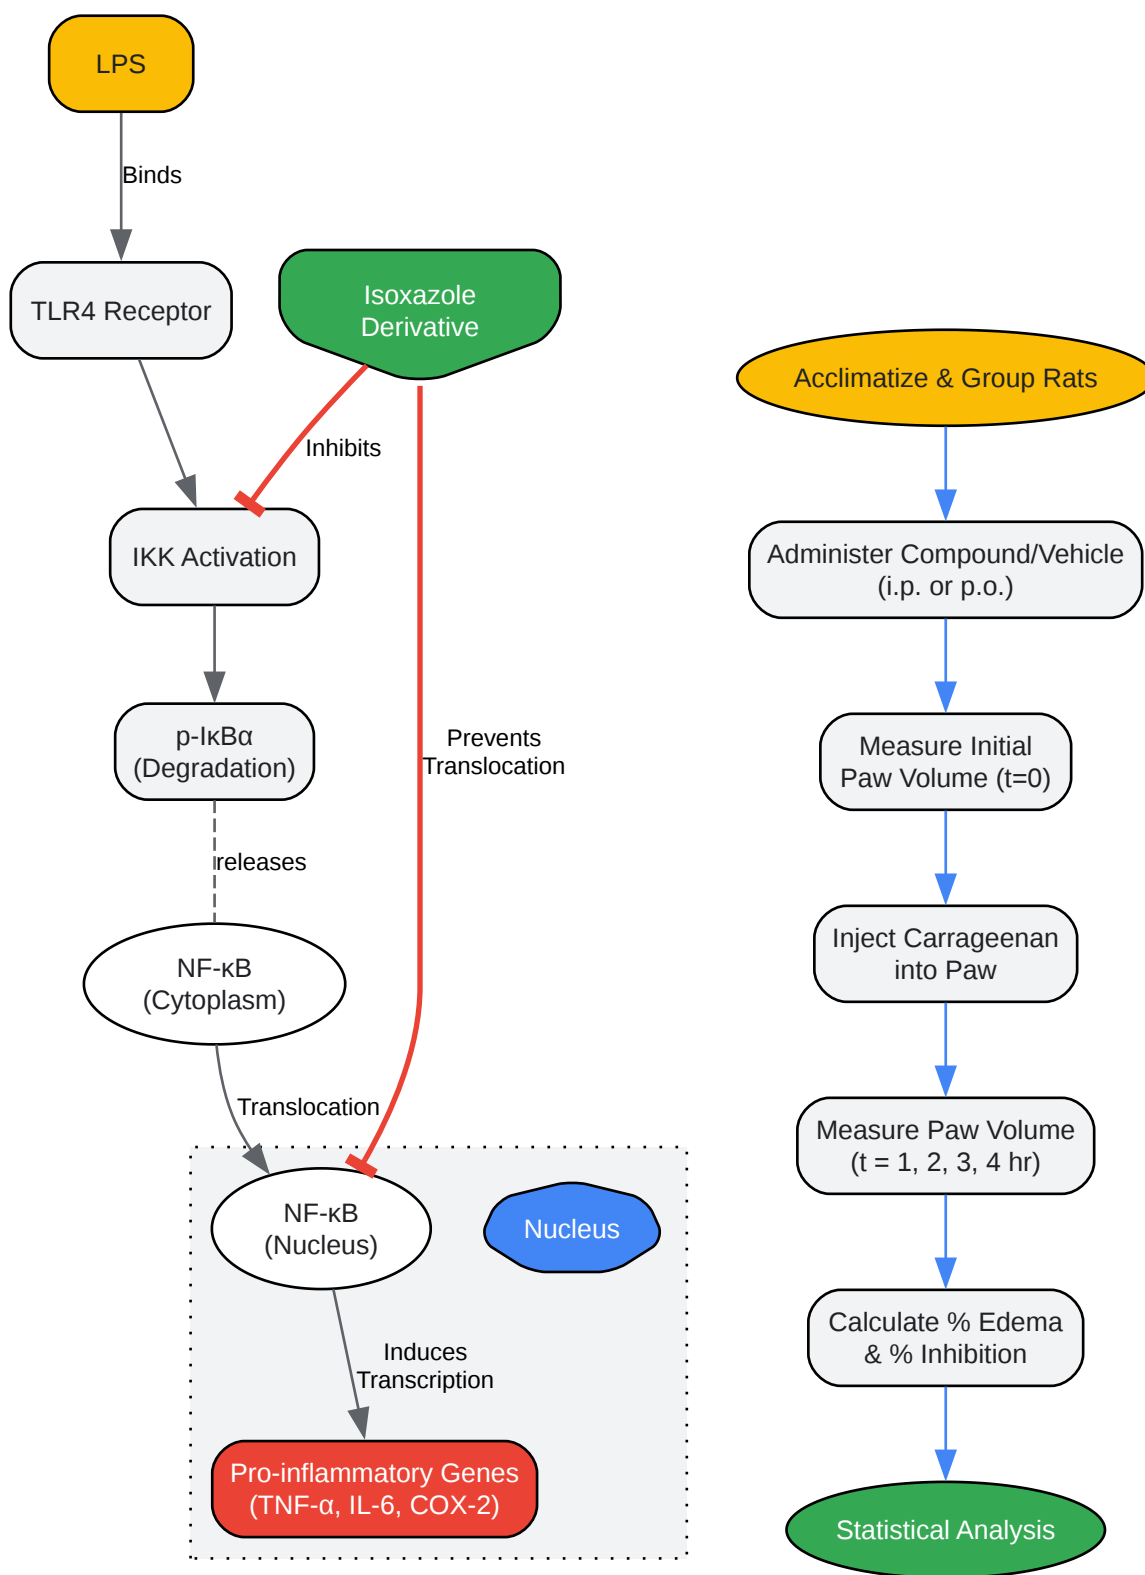 LPS
Binds
TLR4 Receptor
Isoxazole
Derivative
Inhibits
IKK Activation
p-IκBα
(Degradation)
Prevents
Translocation
releases
NF-κB
(Cytoplasm)
Translocation
NF-κB
(Nucleus)
Nucleus
Induces
Transcription
Pro-inflammatory Genes
(TNF-α, IL-6, COX-2)
Acclimatize & Group Rats
Administer Compound/Vehicle
(i.p. or p.o.)
Measure Initial
Paw Volume (t=0)
Inject Carrageenan
into Paw
Measure Paw Volume
(t = 1, 2, 3, 4 hr)
Calculate % Edema
& % Inhibition
Statistical Analysis